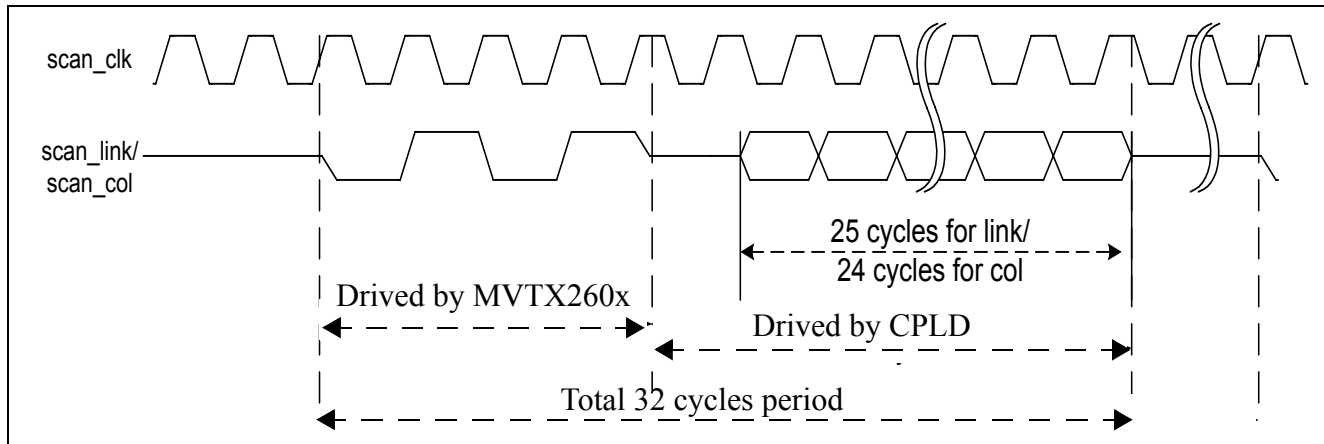 scan_clk
scan_link/
scan_col
25 cycles for link/
24 cycles for col
Drived by MVTX260x
Drived by CPLD
Total 32 cycles period